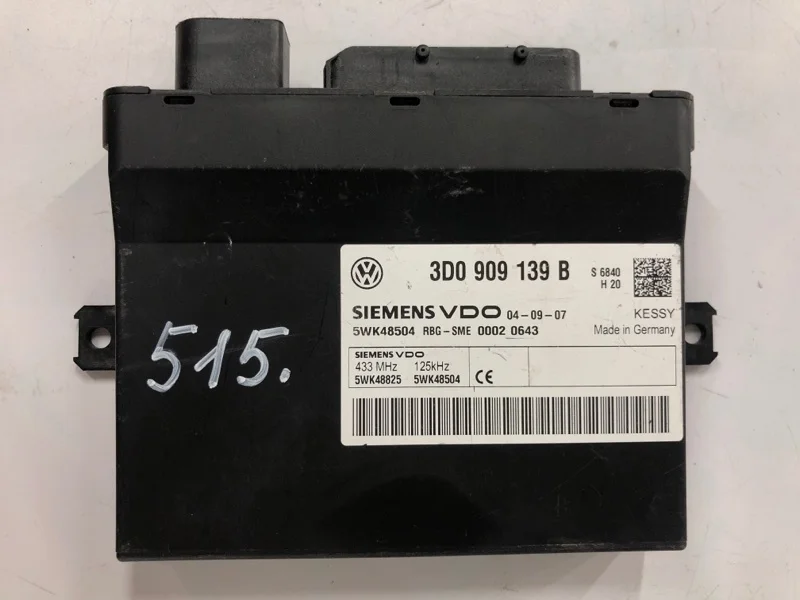 515.
VW
3D0 909 139 B
S 6840
H 20
SIEMENS VDO 04-09-07
KESSY
5WK48504 RBG-SME 0002 0643
Made in Germany
SIEMENS VDO
433 MHz 125kHz
5WK48825 5WK48504
CE